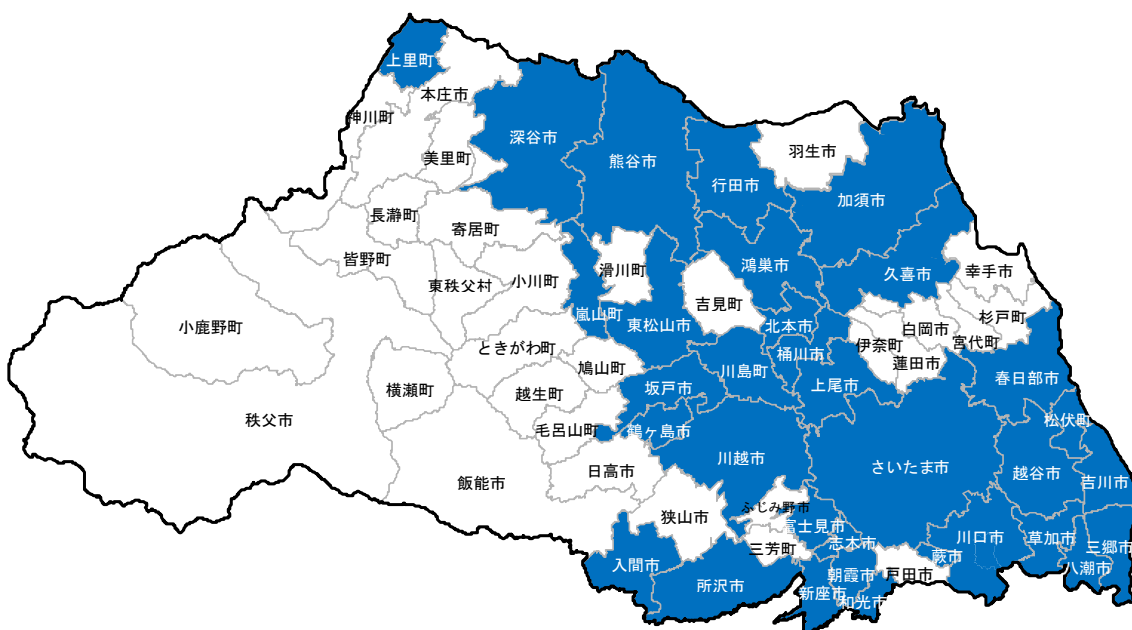 上里町
本庄市
神川町
深谷市
美里町
熊谷市
羽生市
行田市
加須市
長瀞町
寄居町
皆野町
鴻巣市
滑川町
久喜市
幸手市
東秩父村
小川町
吉見町
小鹿野町
嵐山町
東松山市
北本市
白岡市
杉戸町
ときがわ町
桶川市
伊奈町
宮代町
鳩山町
蓮田市
川島町
上尾市
春日部市
横瀬町
越生町
坂戸市
秩父市
松伏町
毛呂山町
鶴ヶ島市
川越市
さいたま市
日高市
越谷市
飯能市
吉川市
狭山市
ふじみ野市
富士見市
川口市
草加市
三芳町
志木市
三郷市
入間市
蕨市
所沢市
朝霞市
戸田市
八潮市
新座市
和光市